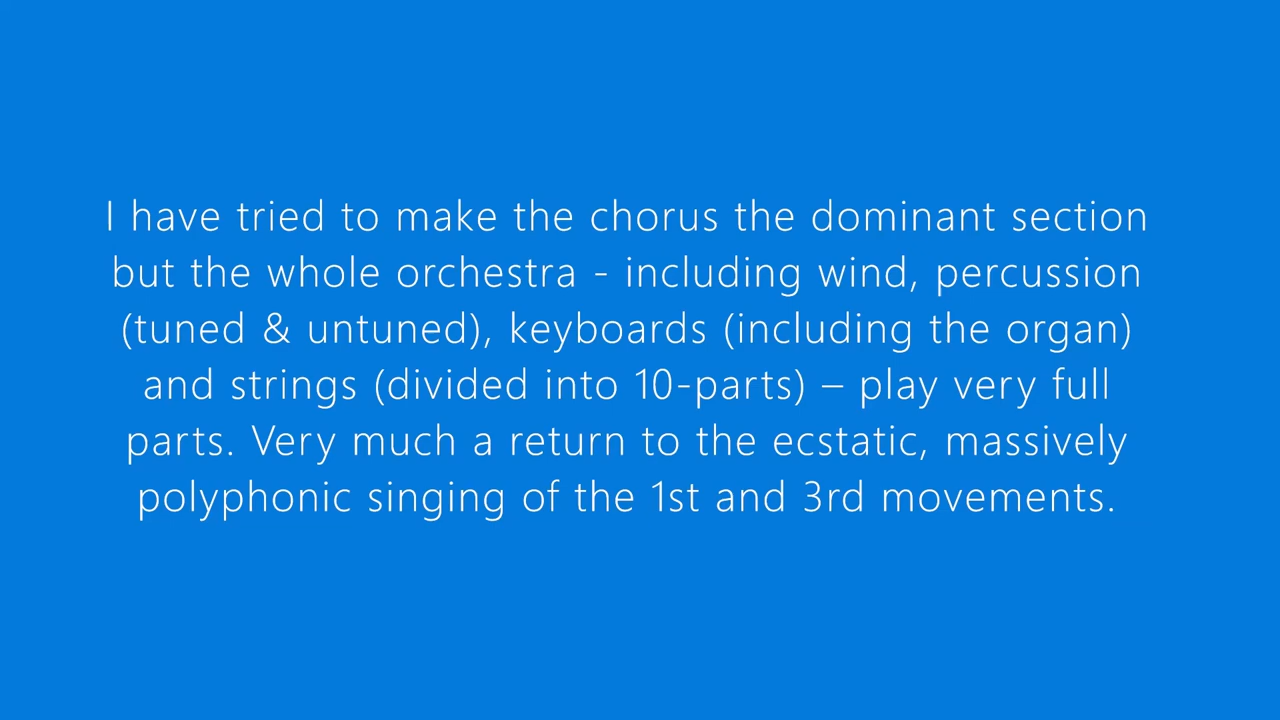 I have tried to make the chorus the dominant section
but the whole orchestra - including wind, percussion
(tuned & untuned), keyboards (including the organ)
and strings (divided into 10-parts) – play very full
parts. Very much a return to the ecstatic, massively
polyphonic singing of the 1st and 3rd movements.